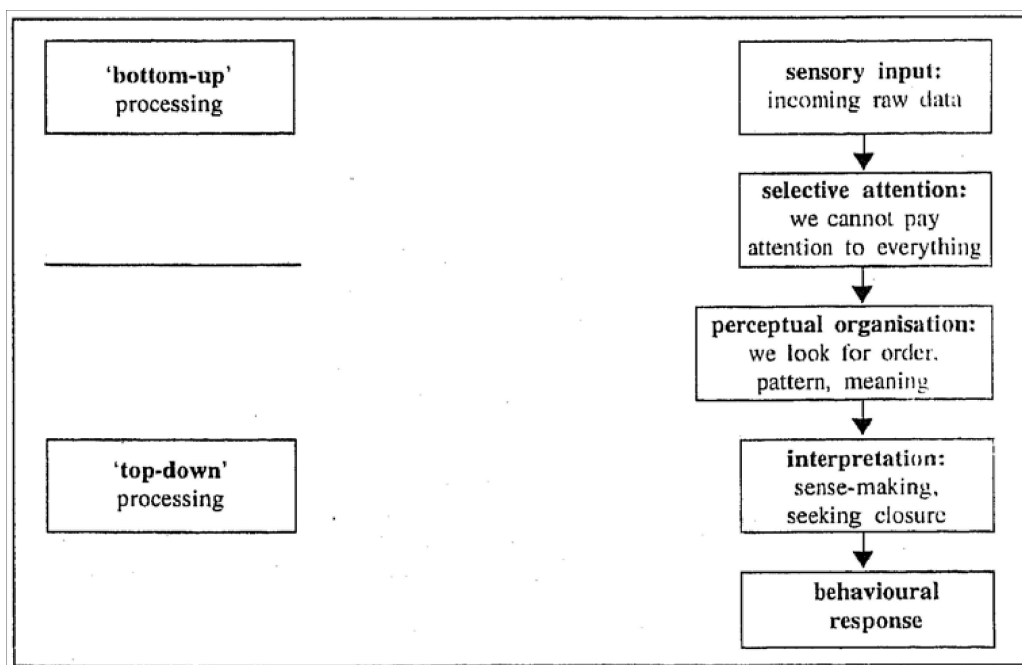 ‘bottom-up’
processing
sensory input:
incoming raw data
selective attention:
we cannot pay
attention to everything
perceptual organisation:
we look for order,
pattern, meaning
‘top-down’
processing
interpretation:
sense-making,
seeking closure
behavioural
response